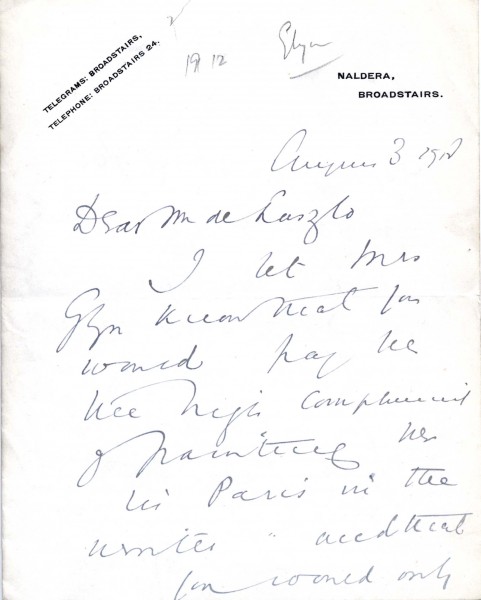 TELEGRAMS: BROADSTAIRS,
TELEPHONE: BROADSTAIRS 24.
1912
Glyn
NALDERA,
BROADSTAIRS.
August 3 1912
Dear Mr de Laszlo
I let Mrs
Glyn know that you
would pay her
the high compliment
of painting her
in Paris in the
winter and that
you would only